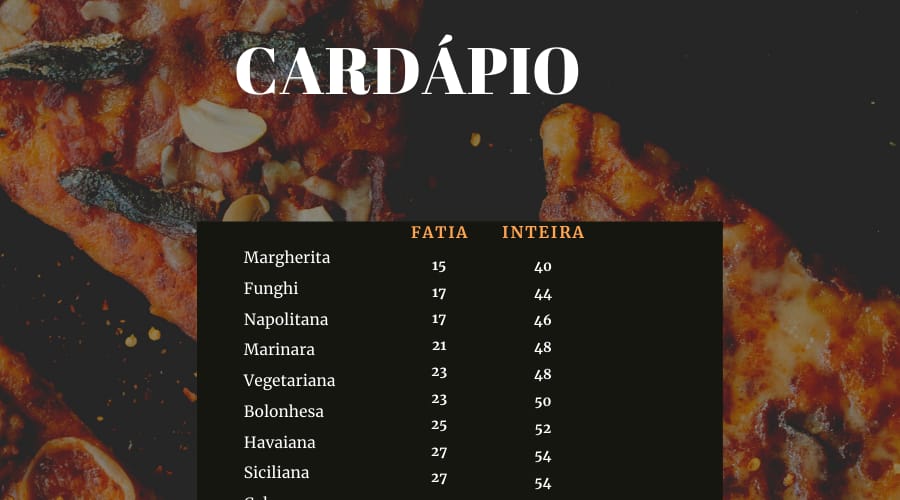 CARDÁPIO
FATIA INTEIRA
Margherita 15 40
Funghi 17 44
Napolitana 17 46
Marinara 21 48
Vegetariana 23 48
Bolonhesa 23 50
Havaiana 25 52
Siciliana 27 54
27 54